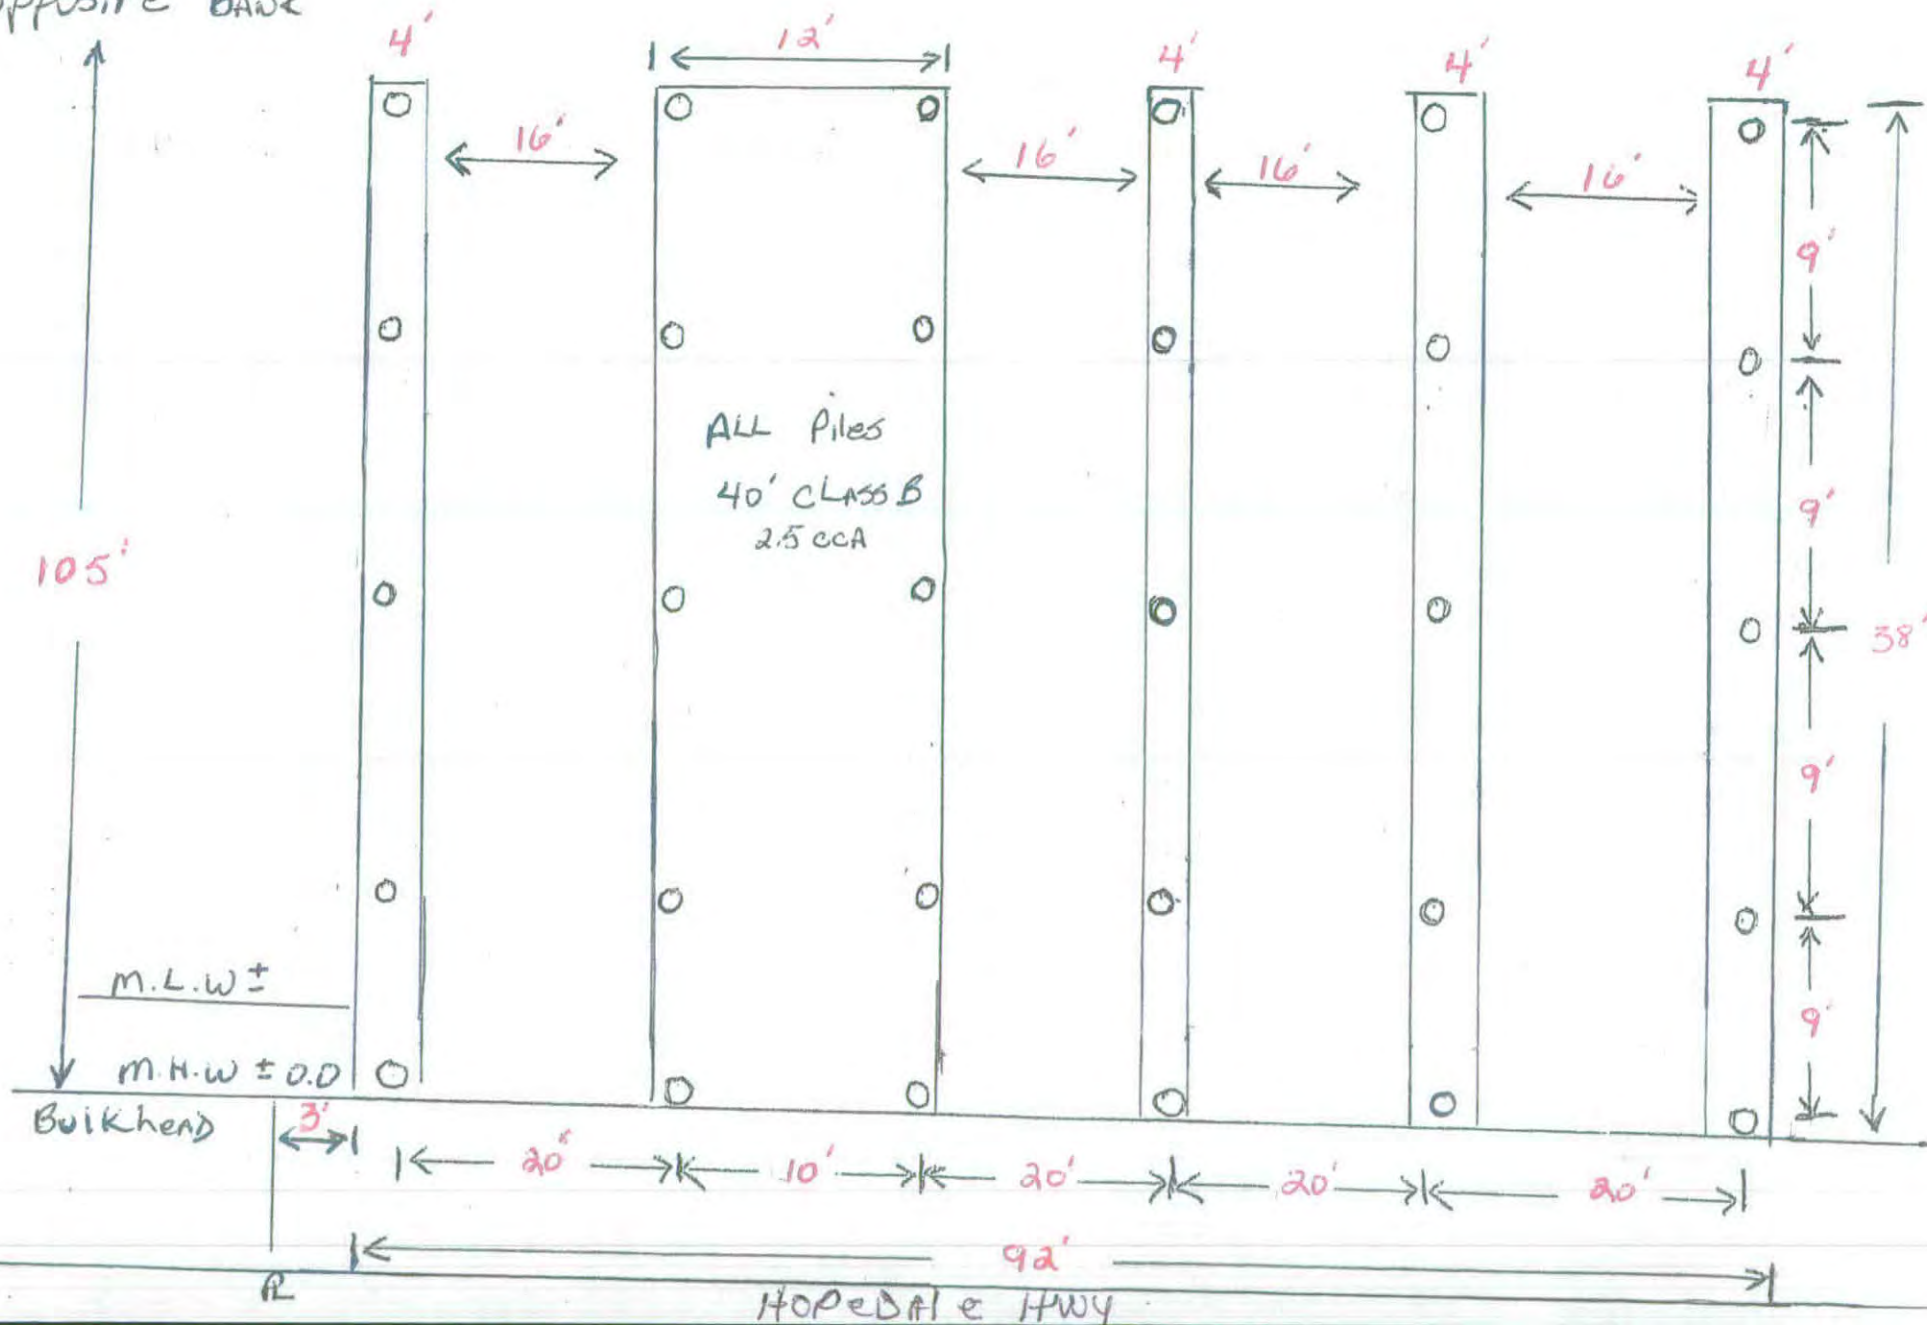 OPPOSITE BANK
4'
12'
4'
4'
4'
16'
16'
16'
16'
9'
ALL Piles
40' CLASS B
2.5 CCA
9'
105'
38'
9'
M.L.W ±
9'
M.H.W ± 0.0
BulkheAD
3'
20'
10'
20'
20'
20'
92'
HOPeDAle HWY